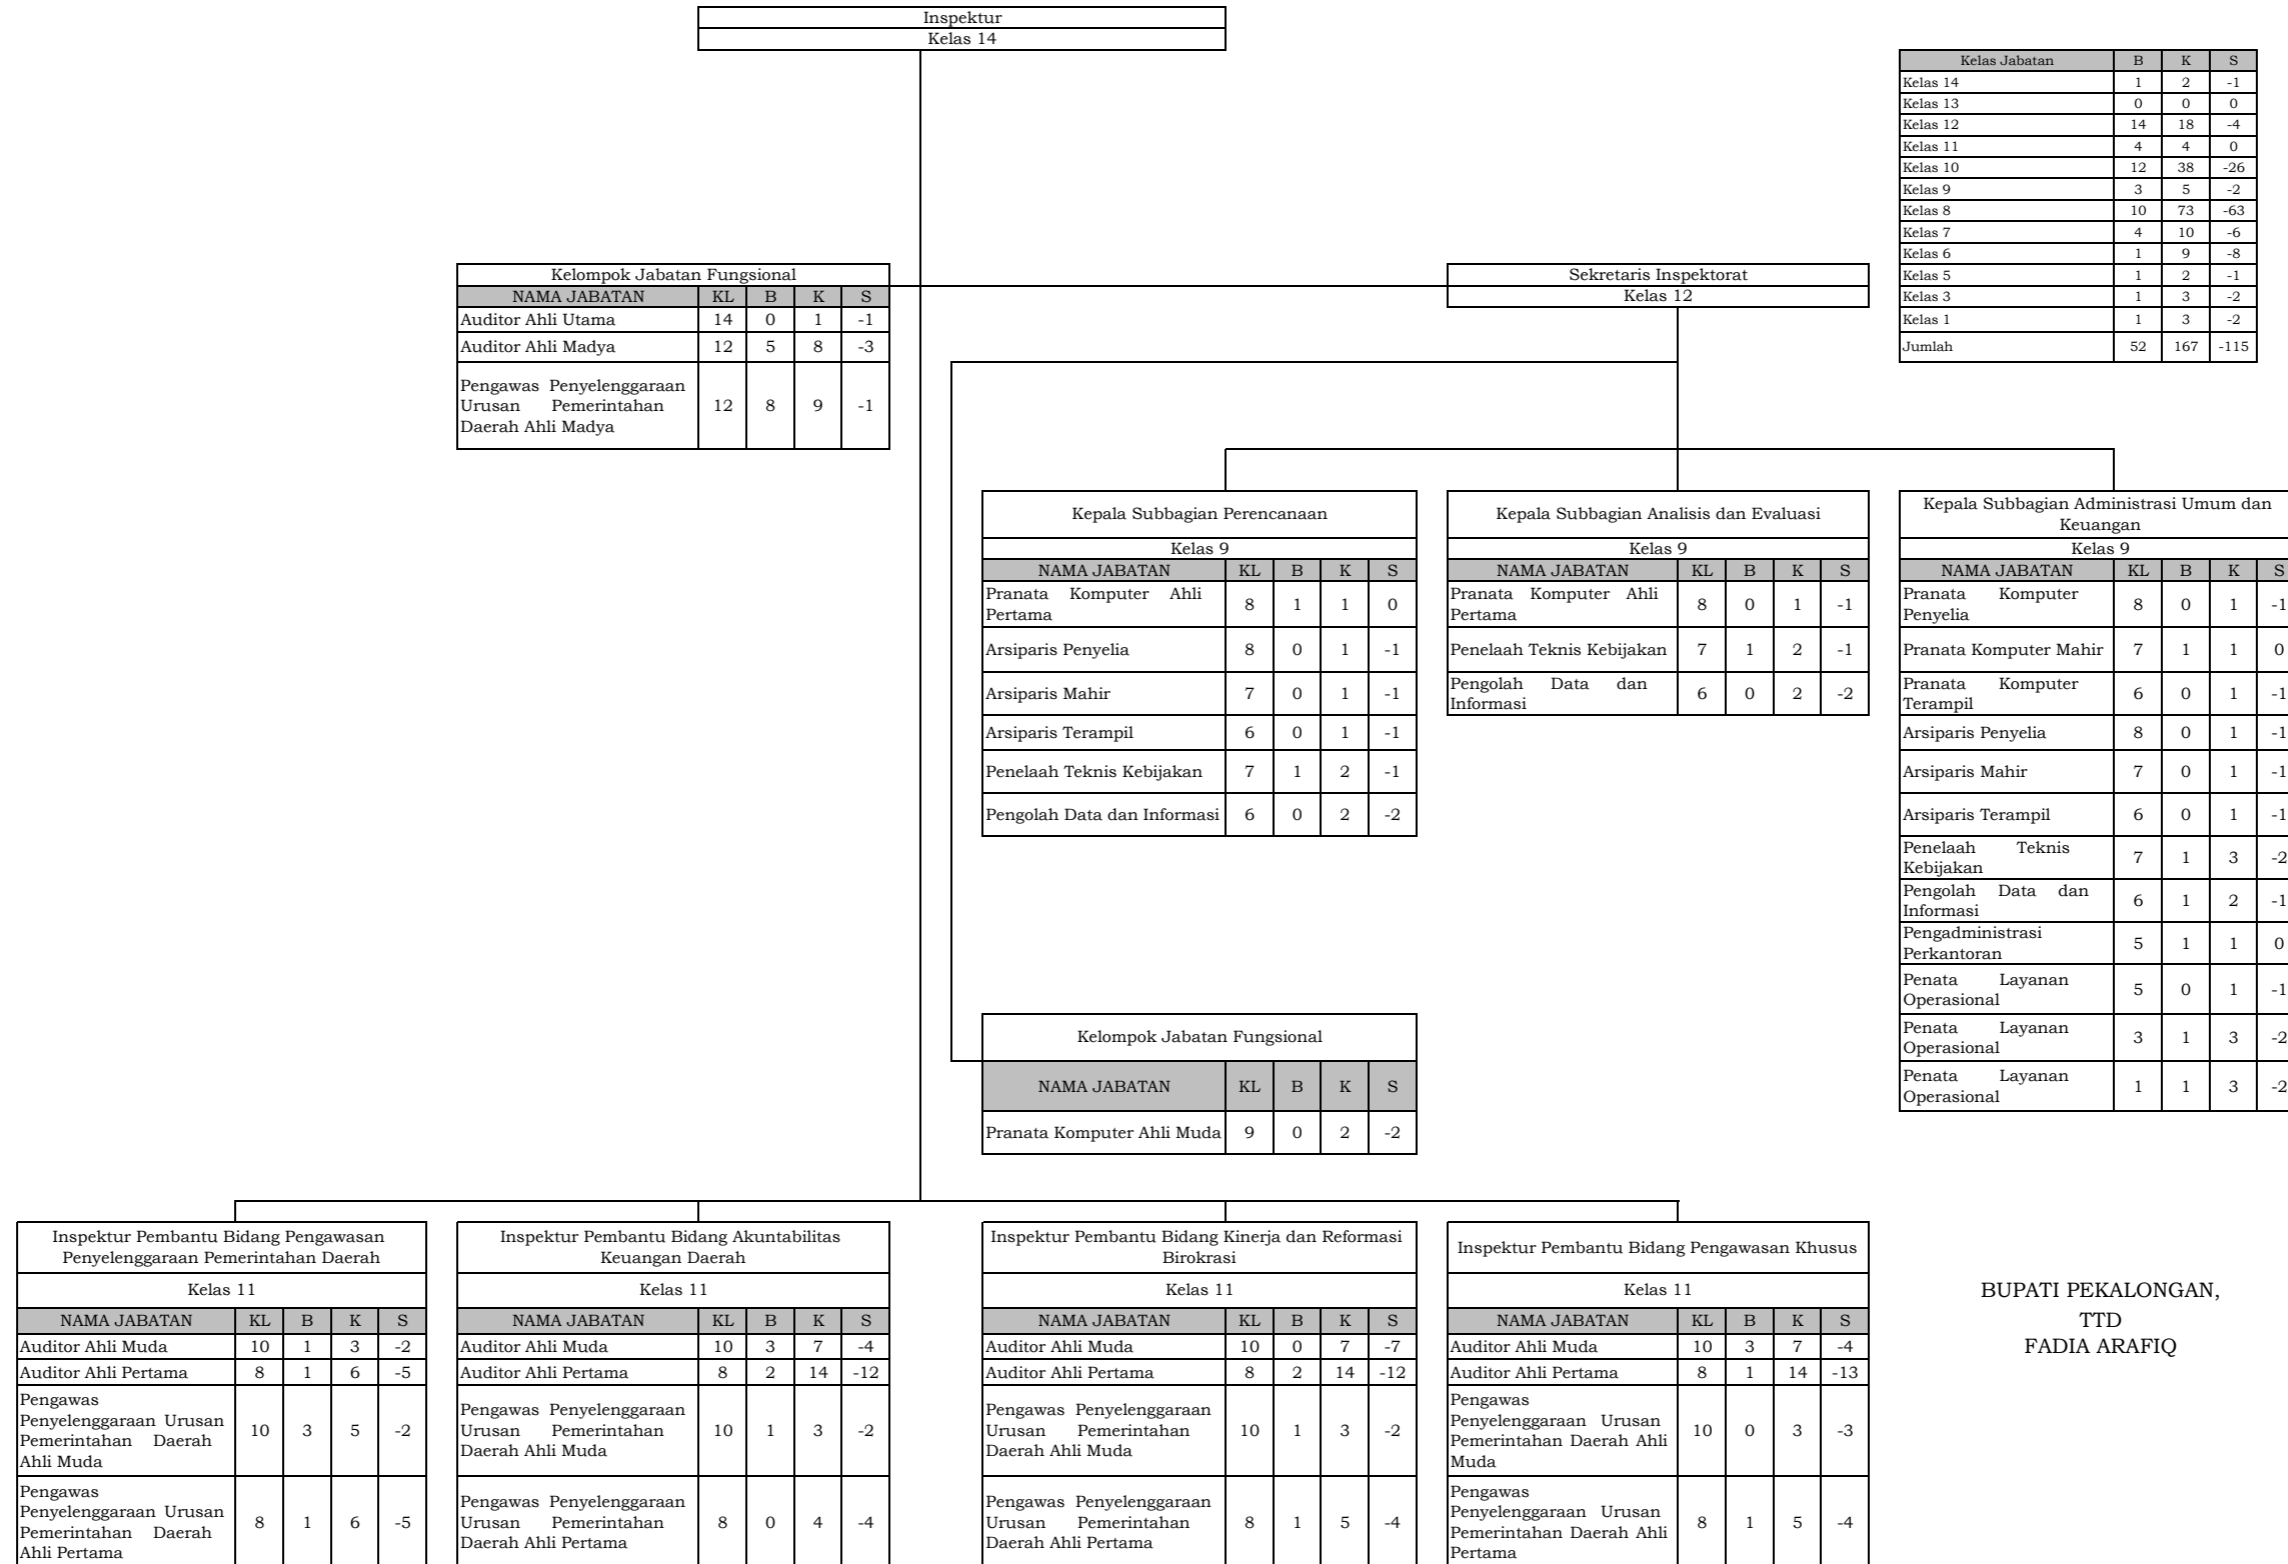 Inspektur
Kelas 14
Kelas Jabatan B K S
Kelas 14 1 2 -1
Kelas 13 0 0 0
Kelas 12 14 18 -4
Kelas 11 4 4 0
Kelas 10 12 38 -26
Kelas 9 3 5 -2
Kelas 8 10 73 -63
Kelas 7 4 10 -6
Kelas 6 1 9 -8
Kelas 5 1 2 -1
Kelas 3 1 3 -2
Kelas 1 1 3 -2
Jumlah 52 167 -115
Kelompok Jabatan Fungsional
NAMA JABATAN KL B K S
Auditor Ahli Utama 14 0 1 -1
Auditor Ahli Madya 12 5 8 -3
Pengawas Penyelenggaraan
Urusan Pemerintahan
Daerah Ahli Madya
12 8 9 -1
Sekretaris Inspektorat
Kelas 12
Kepala Subbagian Perencanaan
Kelas 9
NAMA JABATAN KL B K S
Pranata Komputer Ahli
Pertama
8 1 1 0
Arsiparis Penyelia 8 0 1 -1
Arsiparis Mahir 7 0 1 -1
Arsiparis Terampil 6 0 1 -1
Penelaah Teknis Kebijakan 7 1 2 -1
Pengolah Data dan Informasi 6 0 2 -2
Kepala Subbagian Analisis dan Evaluasi
Kelas 9
NAMA JABATAN KL B K S
Pranata Komputer Ahli
Pertama
8 0 1 -1
Penelaah Teknis Kebijakan 7 1 2 -1
Pengolah Data dan
Informasi
6 0 2 -2
Kepala Subbagian Administrasi Umum dan
Keuangan
Kelas 9
NAMA JABATAN KL B K S
Pranata Komputer
Penyelia
8 0 1 -1
Pranata Komputer Mahir 7 1 1 0
Pranata Komputer
Terampil
6 0 1 -1
Arsiparis Penyelia 8 0 1 -1
Arsiparis Mahir 7 0 1 -1
Arsiparis Terampil 6 0 1 -1
Penelaah Teknis
Kebijakan
7 1 3 -2
Pengolah Data dan
Informasi
6 1 2 -1
Pengadministrasi
Perkantoran
5 1 1 0
Penata Layanan
Operasional
5 0 1 -1
Penata Layanan
Operasional
3 1 3 -2
Penata Layanan
Operasional
1 1 3 -2
Kelompok Jabatan Fungsional
NAMA JABATAN KL B K S
Pranata Komputer Ahli Muda 9 0 2 -2
Inspektur Pembantu Bidang Pengawasan
Penyelenggaraan Pemerintahan Daerah
Kelas 11
NAMA JABATAN KL B K S
Auditor Ahli Muda 10 1 3 -2
Auditor Ahli Pertama 8 1 6 -5
Pengawas
Penyelenggaraan Urusan
Pemerintahan Daerah
Ahli Muda
10 3 5 -2
Pengawas
Penyelenggaraan Urusan
Pemerintahan Daerah
Ahli Pertama
8 1 6 -5
Inspektur Pembantu Bidang Akuntabilitas
Keuangan Daerah
Kelas 11
NAMA JABATAN KL B K S
Auditor Ahli Muda 10 3 7 -4
Auditor Ahli Pertama 8 2 14 -12
Pengawas Penyelenggaraan
Urusan Pemerintahan
Daerah Ahli Muda
10 1 3 -2
Pengawas Penyelenggaraan
Urusan Pemerintahan
Daerah Ahli Pertama
8 0 4 -4
Inspektur Pembantu Bidang Kinerja dan Reformasi
Birokrasi
Kelas 11
NAMA JABATAN KL B K S
Auditor Ahli Muda 10 0 7 -7
Auditor Ahli Pertama 8 2 14 -12
Pengawas Penyelenggaraan
Urusan Pemerintahan
Daerah Ahli Muda
10 1 3 -2
Pengawas Penyelenggaraan
Urusan Pemerintahan
Daerah Ahli Pertama
8 1 5 -4
Inspektur Pembantu Bidang Pengawasan Khusus
Kelas 11
NAMA JABATAN KL B K S
Auditor Ahli Muda 10 3 7 -4
Auditor Ahli Pertama 8 1 14 -13
Pengawas
Penyelenggaraan Urusan
Pemerintahan Daerah Ahli
Muda
10 0 3 -3
Pengawas
Penyelenggaraan Urusan
Pemerintahan Daerah Ahli
Pertama
8 1 5 -4
BUPATI PEKALONGAN,
TTD
FADIA ARAFIQ